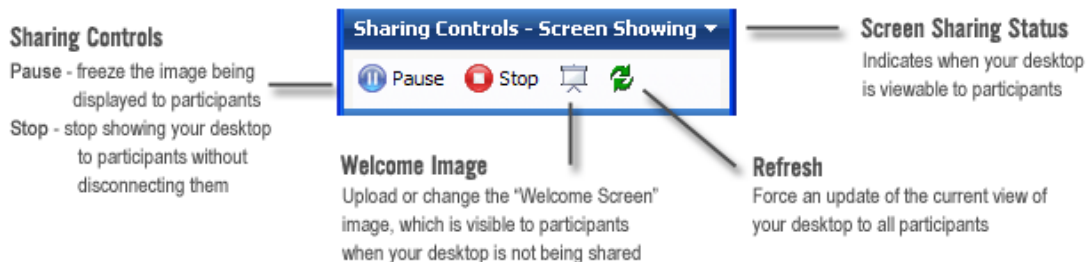 Sharing Controls
Pause - freeze the image being
displayed to participants
Stop - stop showing your desktop
to participants without
disconnecting them
Sharing Controls - Screen Showing
Pause Stop
Screen Sharing Status
Indicates when your desktop
is viewable to participants
Welcome Image
Upload or change the “Welcome Screen”
image, which is visible to participants
when your desktop is not being shared
Refresh
Force an update of the current view of
your desktop to all participants